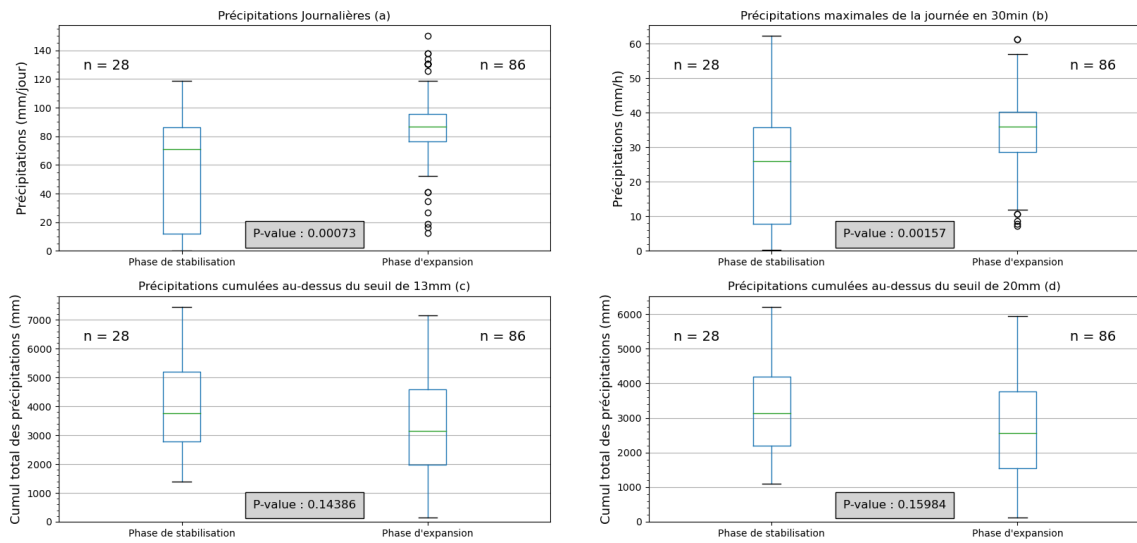 Précipitations Journalières (a)
Précipitations (mm/jour)
140
120
100
80
60
40
20
0
n = 28
n = 86
P-value : 0.00073
Phase de stabilisation
Phase d'expansion
Précipitations maximales de la journée en 30min (b)
Précipitations (mm/h)
60
50
40
30
20
10
0
n = 28
n = 86
P-value : 0.00157
Phase de stabilisation
Phase d'expansion
Précipitations cumulées au-dessus du seuil de 13mm (c)
Cumul total des précipitations (mm)
7000
6000
5000
4000
3000
2000
1000
0
n = 28
n = 86
P-value : 0.14386
Phase de stabilisation
Phase d'expansion
Précipitations cumulées au-dessus du seuil de 20mm (d)
Cumul total des précipitations (mm)
6000
5000
4000
3000
2000
1000
0
n = 28
n = 86
P-value : 0.15984
Phase de stabilisation
Phase d'expansion